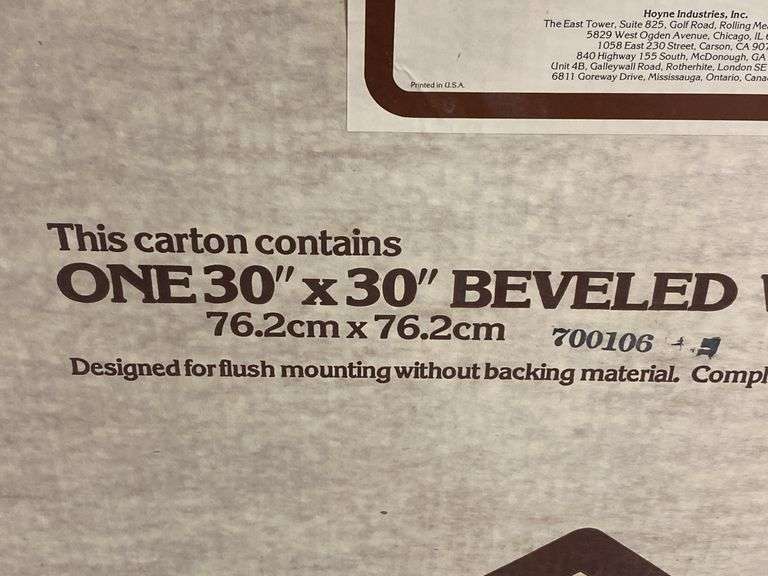 Hoyne Industries, Inc.
The East Tower, Suite 825, Golf Road, Rolling
5829 West Ogden Avenue, Chicago, IL
1058 East 230 Street, Carson, CA
840 Highway 155 South, McDonough, GA
Unit 4B, Galleywall Road, Rotherhite, London SE
6811 Goreway Drive, Mississauga, Ontario,
Printed in U.S.A.
This carton contains
ONE 30" x 30" BEVELED
76.2cm x 76.2cm 700106
Designed for flush mounting without backing material.